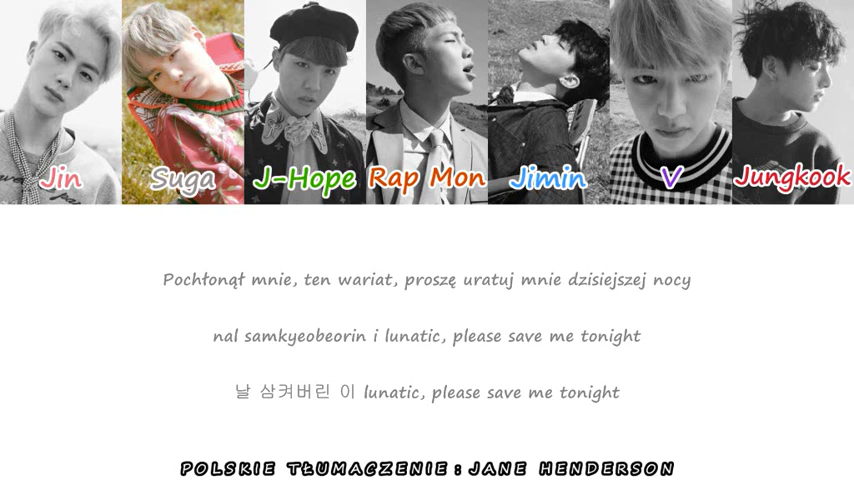 Jin Suga J-Hope Rap Mon Jimin V Jungkook
Pochłonął mnie, ten wariat, proszę uratuj mnie dzisiejszej nocy
nal samkyeobeorin i lunatic, please save me tonight
날 삼켜버린 이 lunatic, please save me tonight
POLSKIE TŁUMACZENIE : JANE HENDERSON